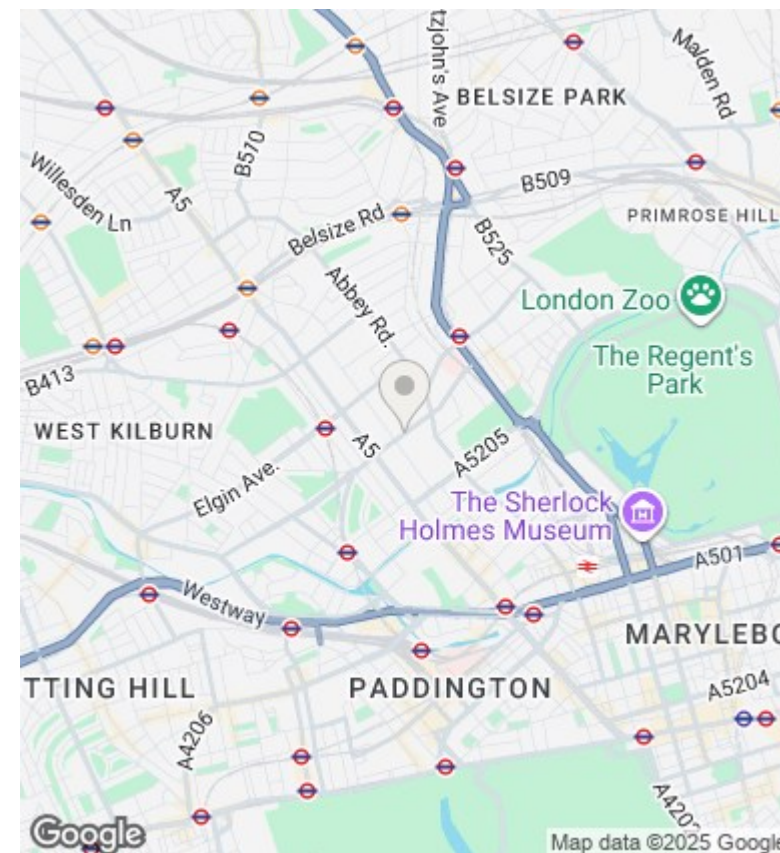 tzjohn's Ave
Malden Rd
BELSIZE PARK
B510
A5
Willesden Ln
B509
Belsize Rd
B525
PRIMROSE HILL
Abbey Rd.
London Zoo
The Regent's
Park
B413
WEST KILBURN
A5
A5205
Elgin Ave.
The Sherlock
Holmes Museum
A501
Westway
MARYLEBO
TTING HILL
PADDINGTON
A5204
A4206
A4202
Google
Map data ©2025 Google